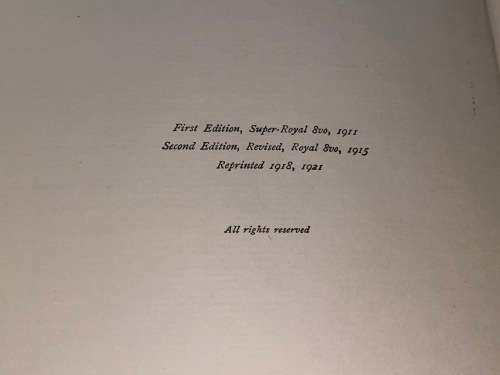 First Edition, Super-Royal 8vo, 1911
Second Edition, Revised, Royal 8vo, 1915
Reprinted 1918, 1921
All rights reserved